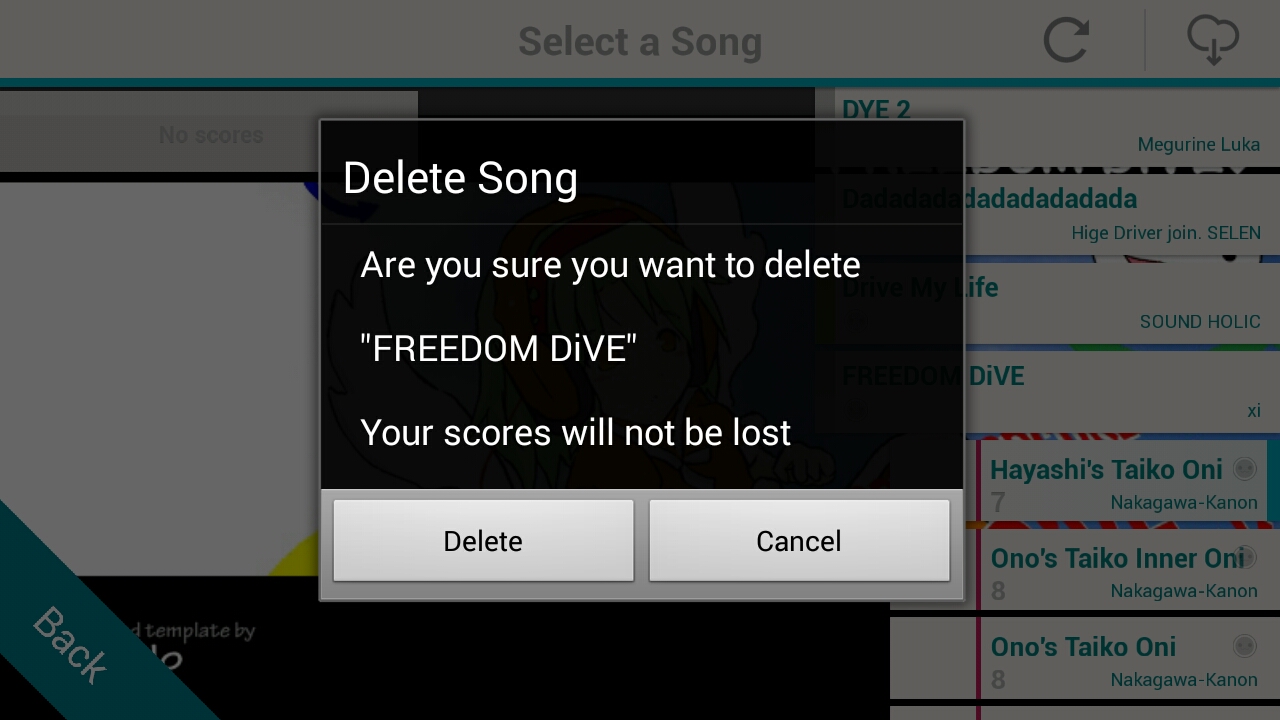 Select a Song
No scores
DYE 2
Megurine Luka
Dadadadadadadadadada
Hige Driver join. SELEN
Drive My Life
SOUND HOLIC
FREEDOM DiVE
xi
Hayashi's Taiko Oni
7
Nakagawa-Kanon
Ono's Taiko Inner Oni
8
Nakagawa-Kanon
Ono's Taiko Oni
8
Nakagawa-Kanon
Delete Song
Are you sure you want to delete
"FREEDOM DiVE"
Your scores will not be lost
Delete
Cancel
template by
Back